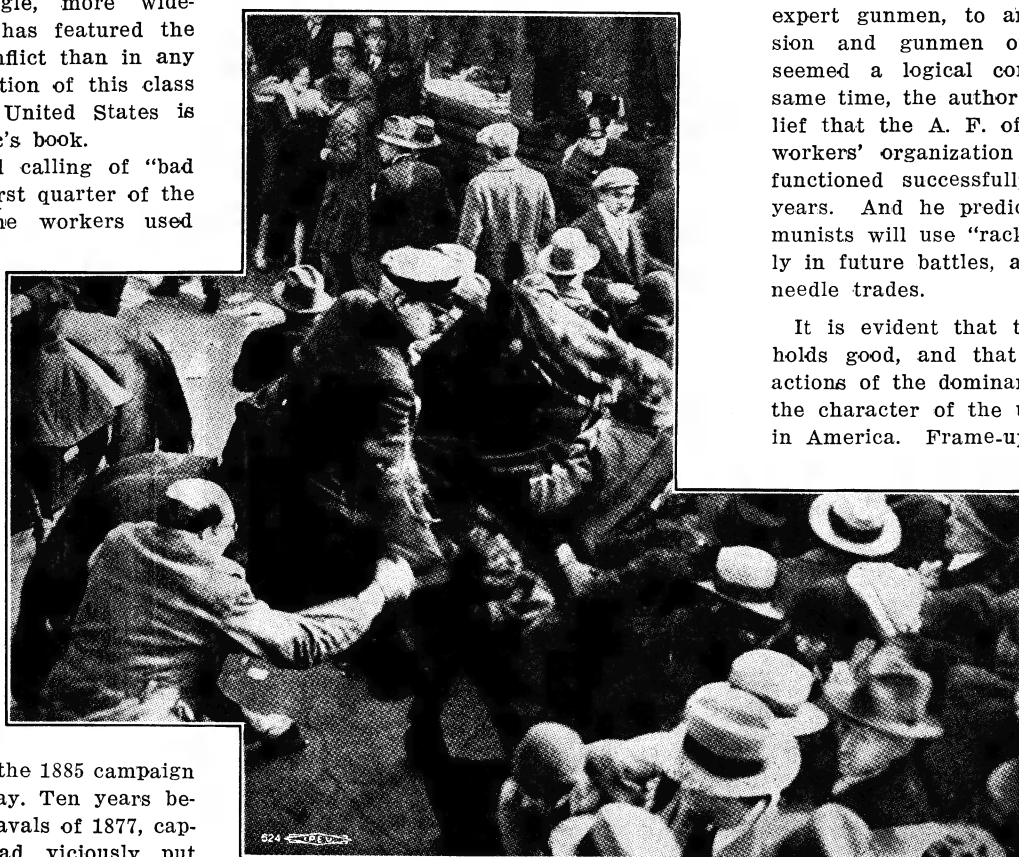 gle, more wide-
has featured the
nflict than in any
tion of this class
United States is
c's book.
calling of “bad
rst quarter of the
he workers used
the 1885 campaign
ay. Ten years be-
avals of 1877, cap-
ad viciously put
524
expert gunmen, to
sion and gunmen o
seemed a logical co
same time, the author
lief that the A. F. of
workers' organization
functioned successfull
years. And he predic
munists will use “rack
ly in future battles, a
needle trades.
It is evident that t
holds good, and that
actions of the dominan
the character of the
in America. Frame-u